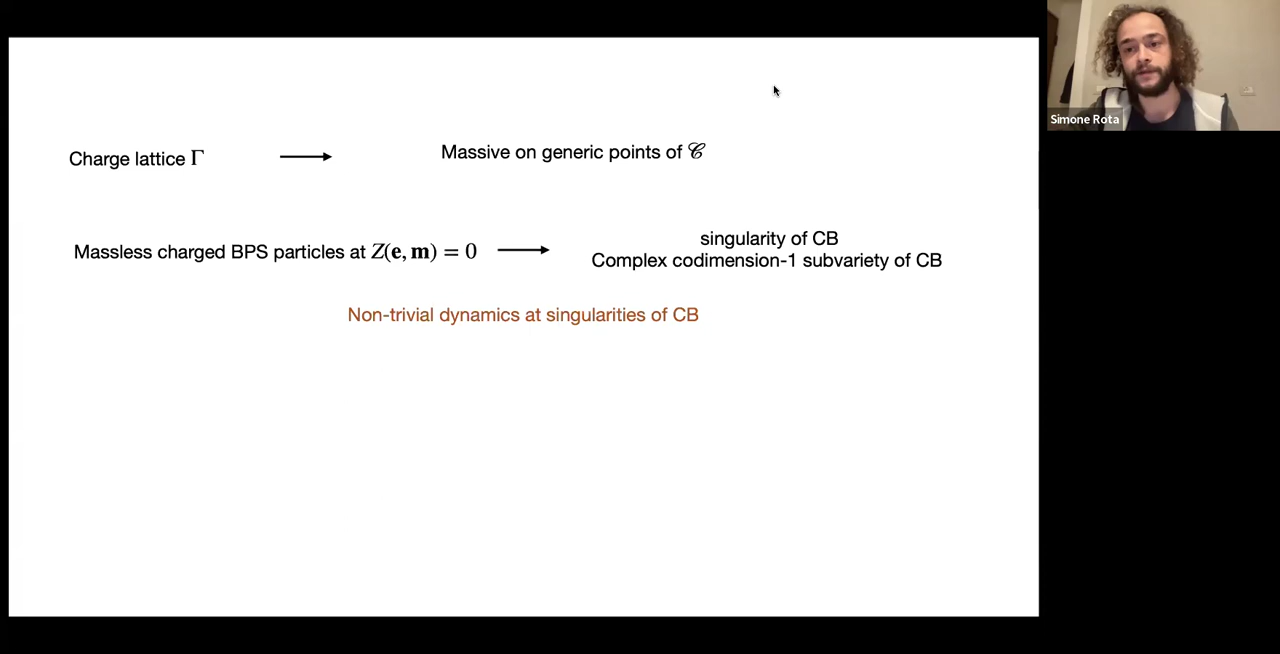 Simone Rota
Charge lattice Γ ⟶ Massive on generic points of 𝒞
Massless charged BPS particles at Z(e, m) = 0 ⟶
singularity of CB
Complex codimension-1 subvariety of CB
Non-trivial dynamics at singularities of CB